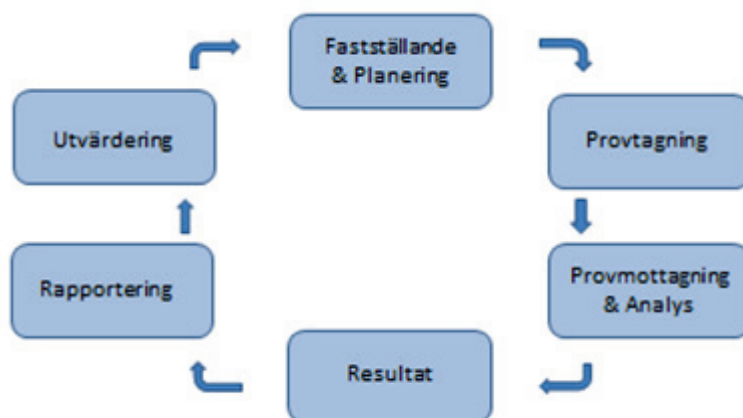 Fastställande
& Planering
Provtagning
Provmottagning
& Analys
Resultat
Rapportering
Utvärdering